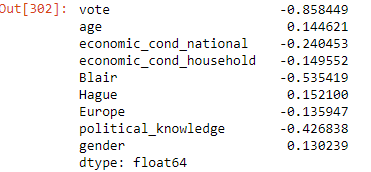 Out[302]: vote -0.858449
age 0.144621
economic_cond_national -0.240453
economic_cond_household -0.149552
Blair -0.535419
Hague 0.152100
Europe -0.135947
political_knowledge -0.426838
gender 0.130239
dtype: float64